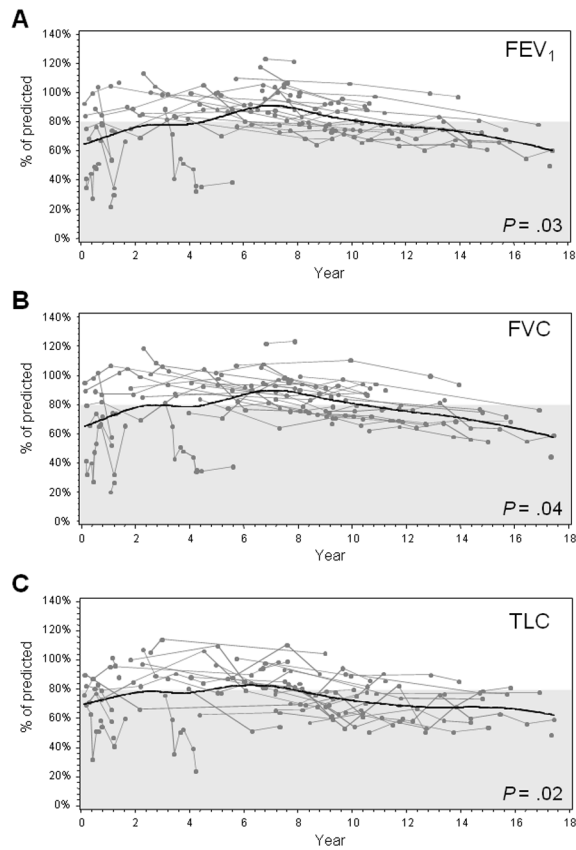 A
FEV1
% of predicted
140%
120%
100%
80%
60%
40%
20%
0%
P = .03
0 2 4 6 8 10 12 14 16 18
Year
B
FVC
% of predicted
140%
120%
100%
80%
60%
40%
20%
0%
P = .04
0 2 4 6 8 10 12 14 16 18
Year
C
TLC
% of predicted
140%
120%
100%
80%
60%
40%
20%
0%
P = .02
0 2 4 6 8 10 12 14 16 18
Year